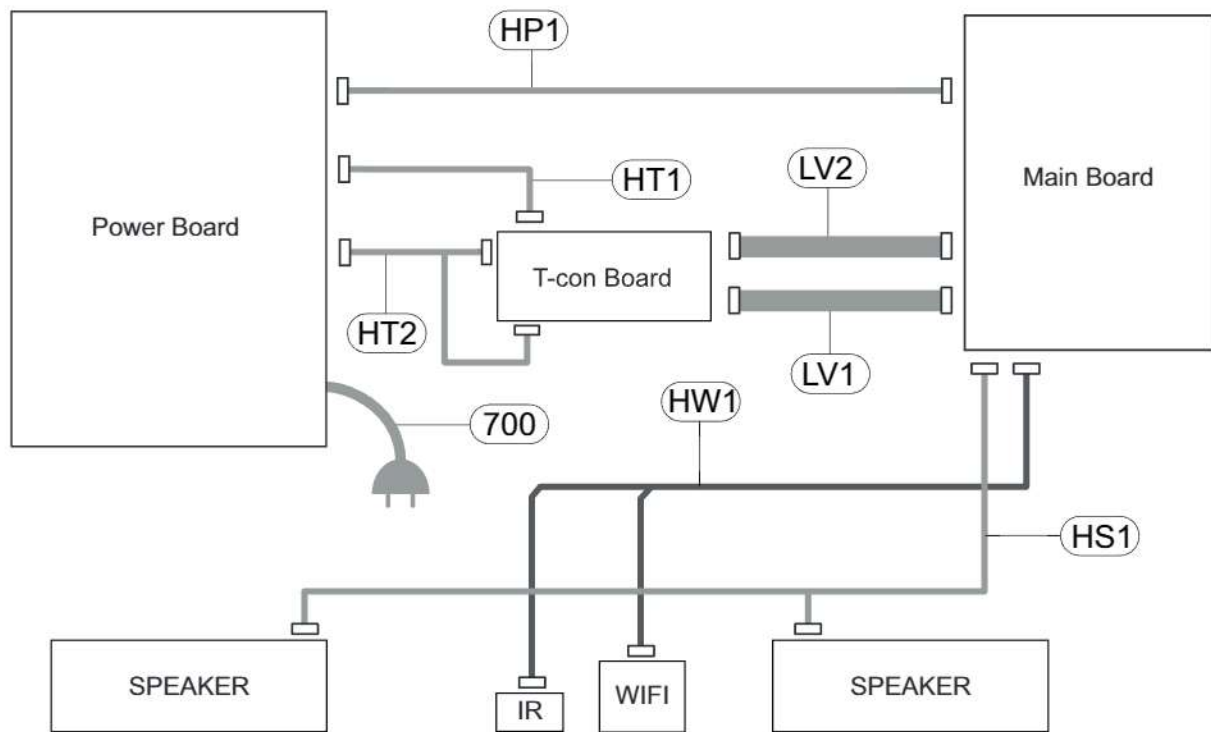 HP1
HT1
LV2
Main Board
Power Board
T-con Board
HT2
LV1
HW1
700
HS1
SPEAKER
IR
WIFI
SPEAKER